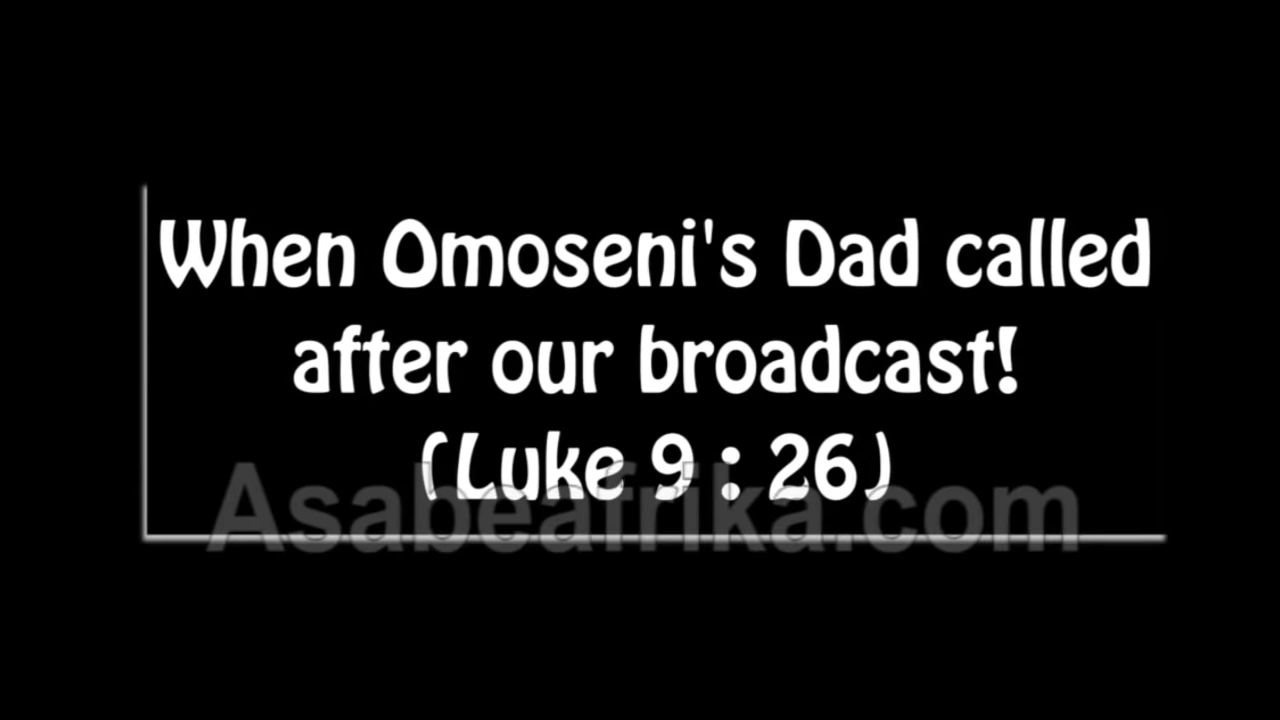 When Omoseni's Dad called
after our broadcast!
(Luke 9 : 26)
Asabeafrika.com